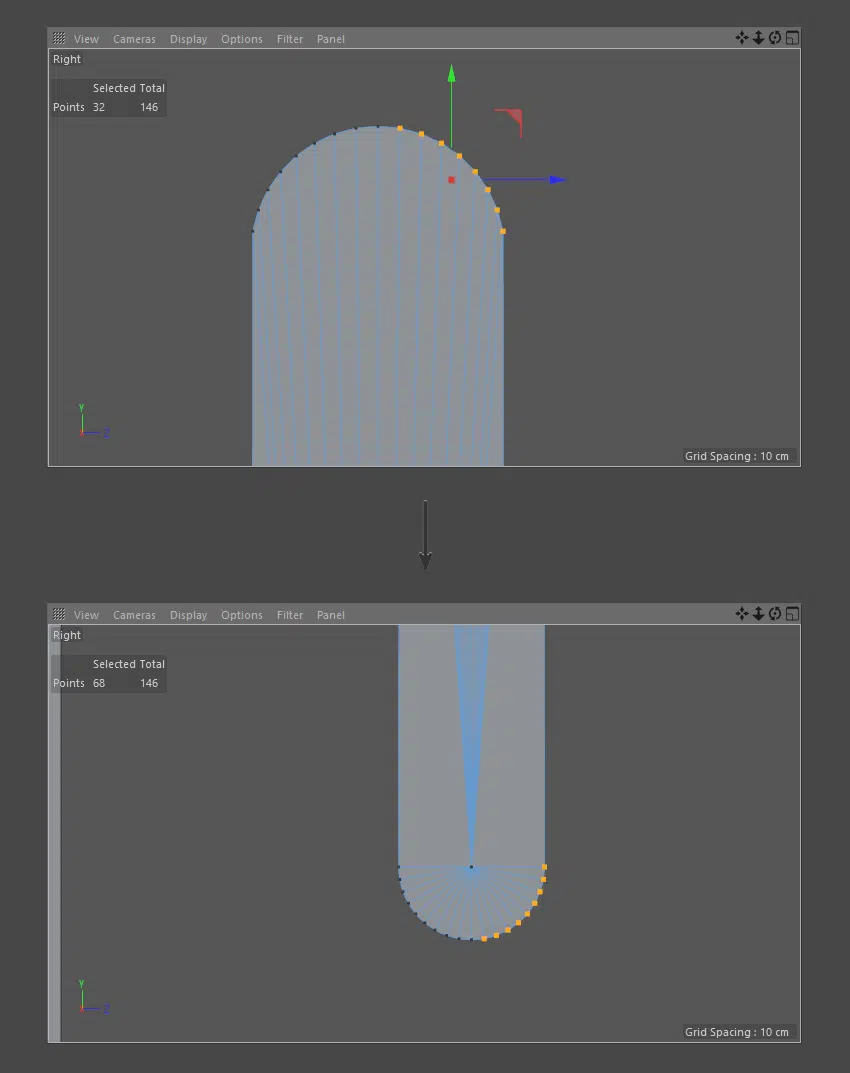 View Cameras Display Options Filter Panel
Right
Selected Total
Points 32 146
Y
Z
Grid Spacing : 10 cm
View Cameras Display Options Filter Panel
Right
Selected Total
Points 68 146
Y
Z
Grid Spacing : 10 cm